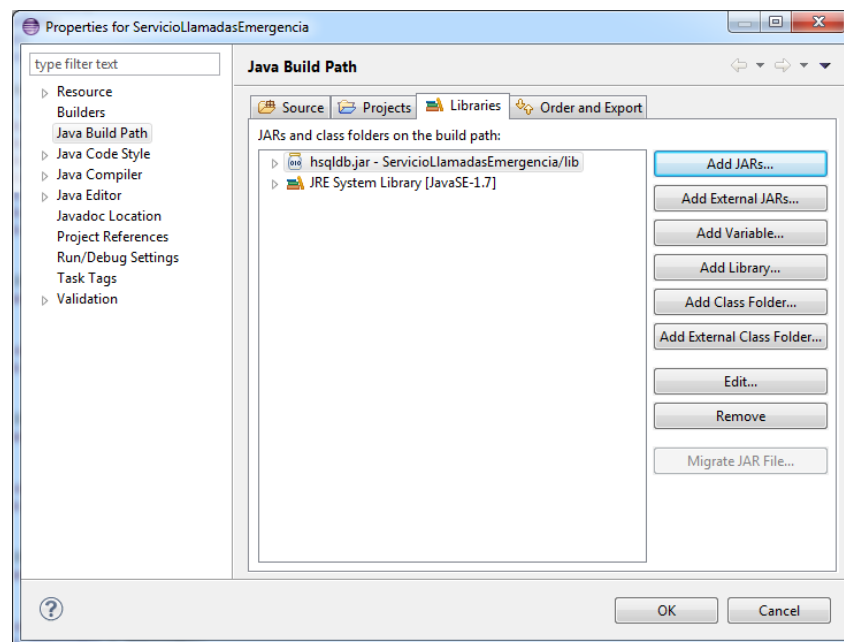 Properties for ServicioLlamadasEmergencia
type filter text
Resource
Builders
Java Build Path
Java Code Style
Java Compiler
Java Editor
Javadoc Location
Project References
Run/Debug Settings
Task Tags
Validation
Java Build Path
Source
Projects
Libraries
Order and Export
JARs and class folders on the build path:
010
hsqldb.jar - ServicioLlamadasEmergencia/lib
JRE System Library [JavaSE-1.7]
Add JARs...
Add External JARs...
Add Variable...
Add Library...
Add Class Folder...
Add External Class Folder...
Edit...
Remove
Migrate JAR File...
?
OK
Cancel